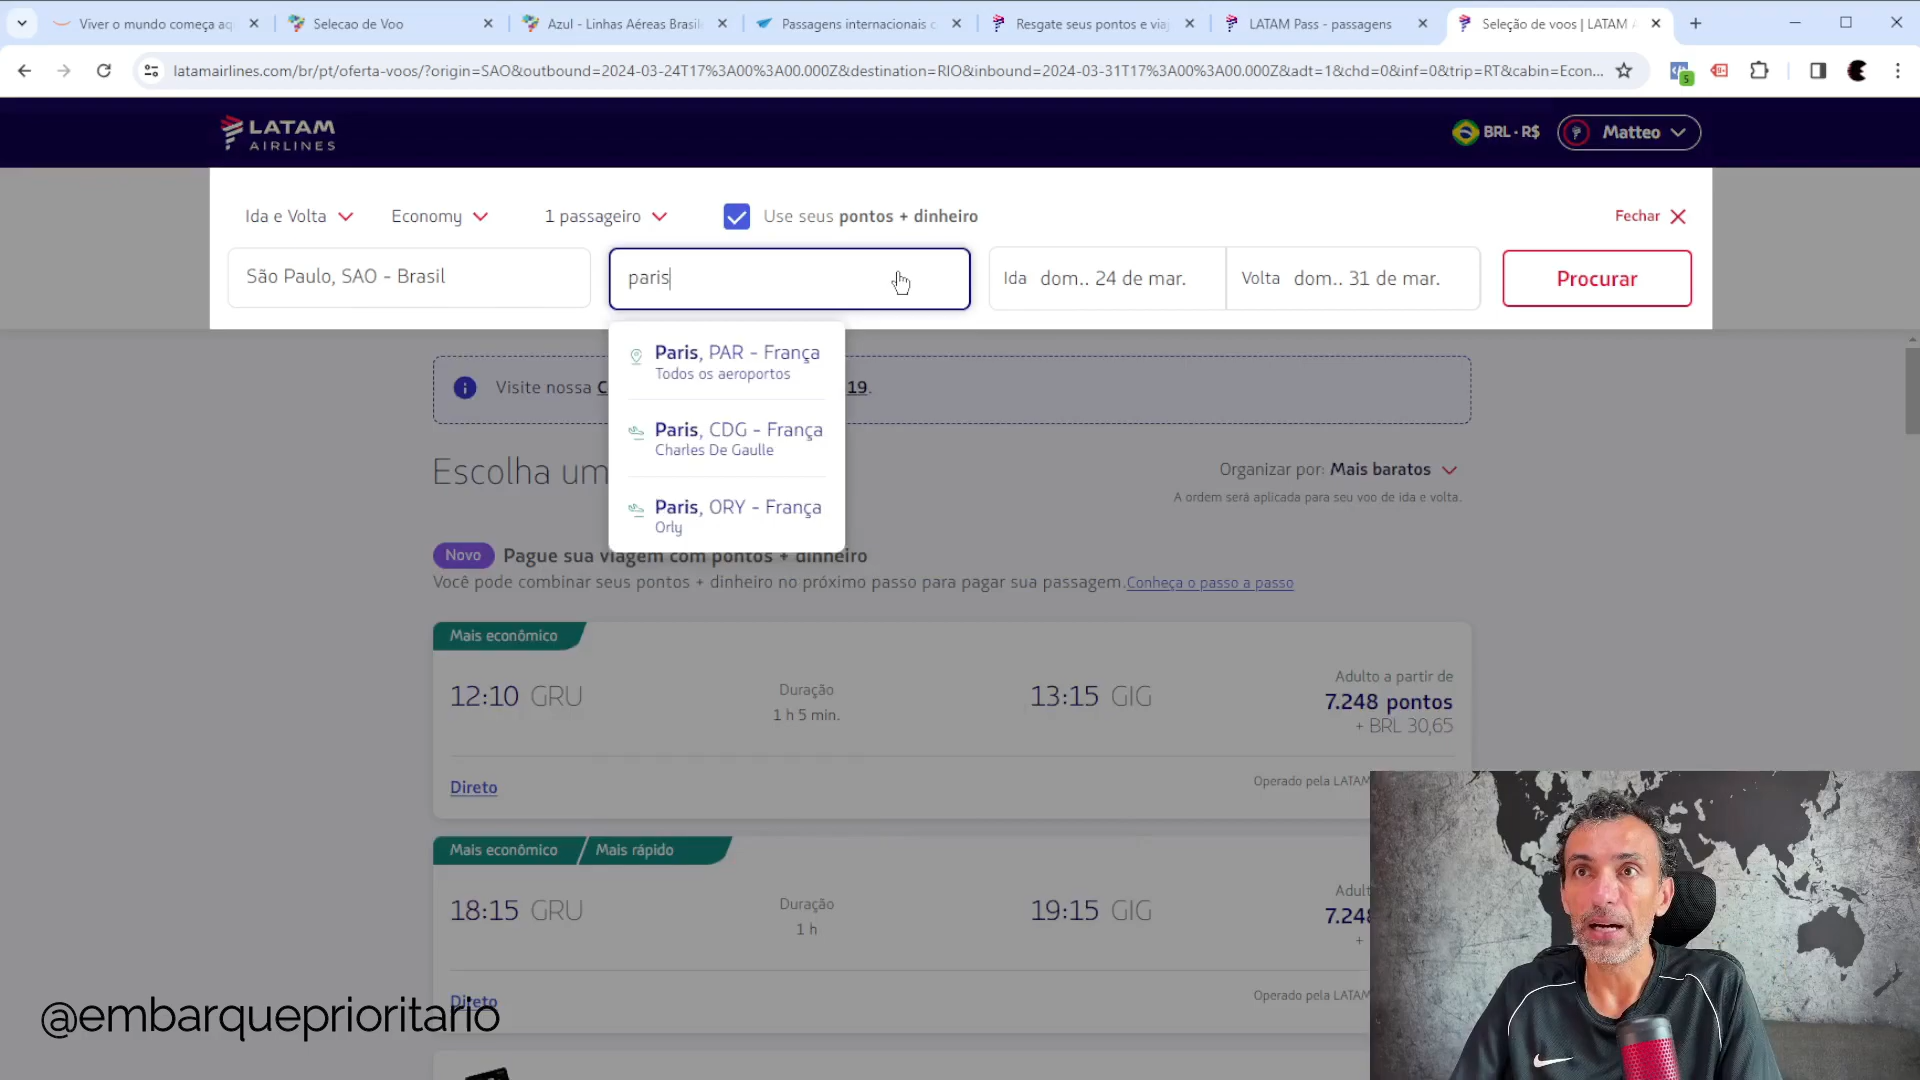 Viver o mundo começa aq
Selecao de Voo
Azul - Linhas Aéreas Brasile
Passagens internacionais c
Resgate seus pontos e viaj
LATAM Pass - passagens
Seleção de voos | LATAM A
latamairlines.com/br/pt/oferta-voos/?origin=SAO&outbound=2024-03-24T17%3A00%3A00.000Z&destination=RIO&inbound=2024-03-31T17%3A00%3A00.000Z&adt=1&chd=0&inf=0&trip=RT&cabin=Econ...
5
LATAM
AIRLINES
BRL · R$
Matteo
Ida e Volta
Economy
1 passageiro
Use seus pontos + dinheiro
Fechar
São Paulo, SAO - Brasil
paris
Ida dom.. 24 de mar.
Volta dom.. 31 de mar.
Procurar
Paris, PAR - França
Todos os aeroportos
Paris, CDG - França
Charles De Gaulle
Paris, ORY - França
Orly
Visite nossa C
19.
Escolha um
Organizar por: Mais baratos
A ordem será aplicada para seu voo de ida e volta.
Novo
Pague sua viagem com pontos + dinheiro
Você pode combinar seus pontos + dinheiro no próximo passo para pagar sua passagem. Conheça o passo a passo
Mais econômico
12:10 GRU
Duração
1 h 5 min.
13:15 GIG
Adulto a partir de
7.248 pontos
+ BRL 30,65
Direto
Operado pela LATAM
Mais econômico
Mais rápido
18:15 GRU
Duração
1 h
19:15 GIG
Adult
7.248
+
Direto
Operado pela LATAM
@embarqueprioritario